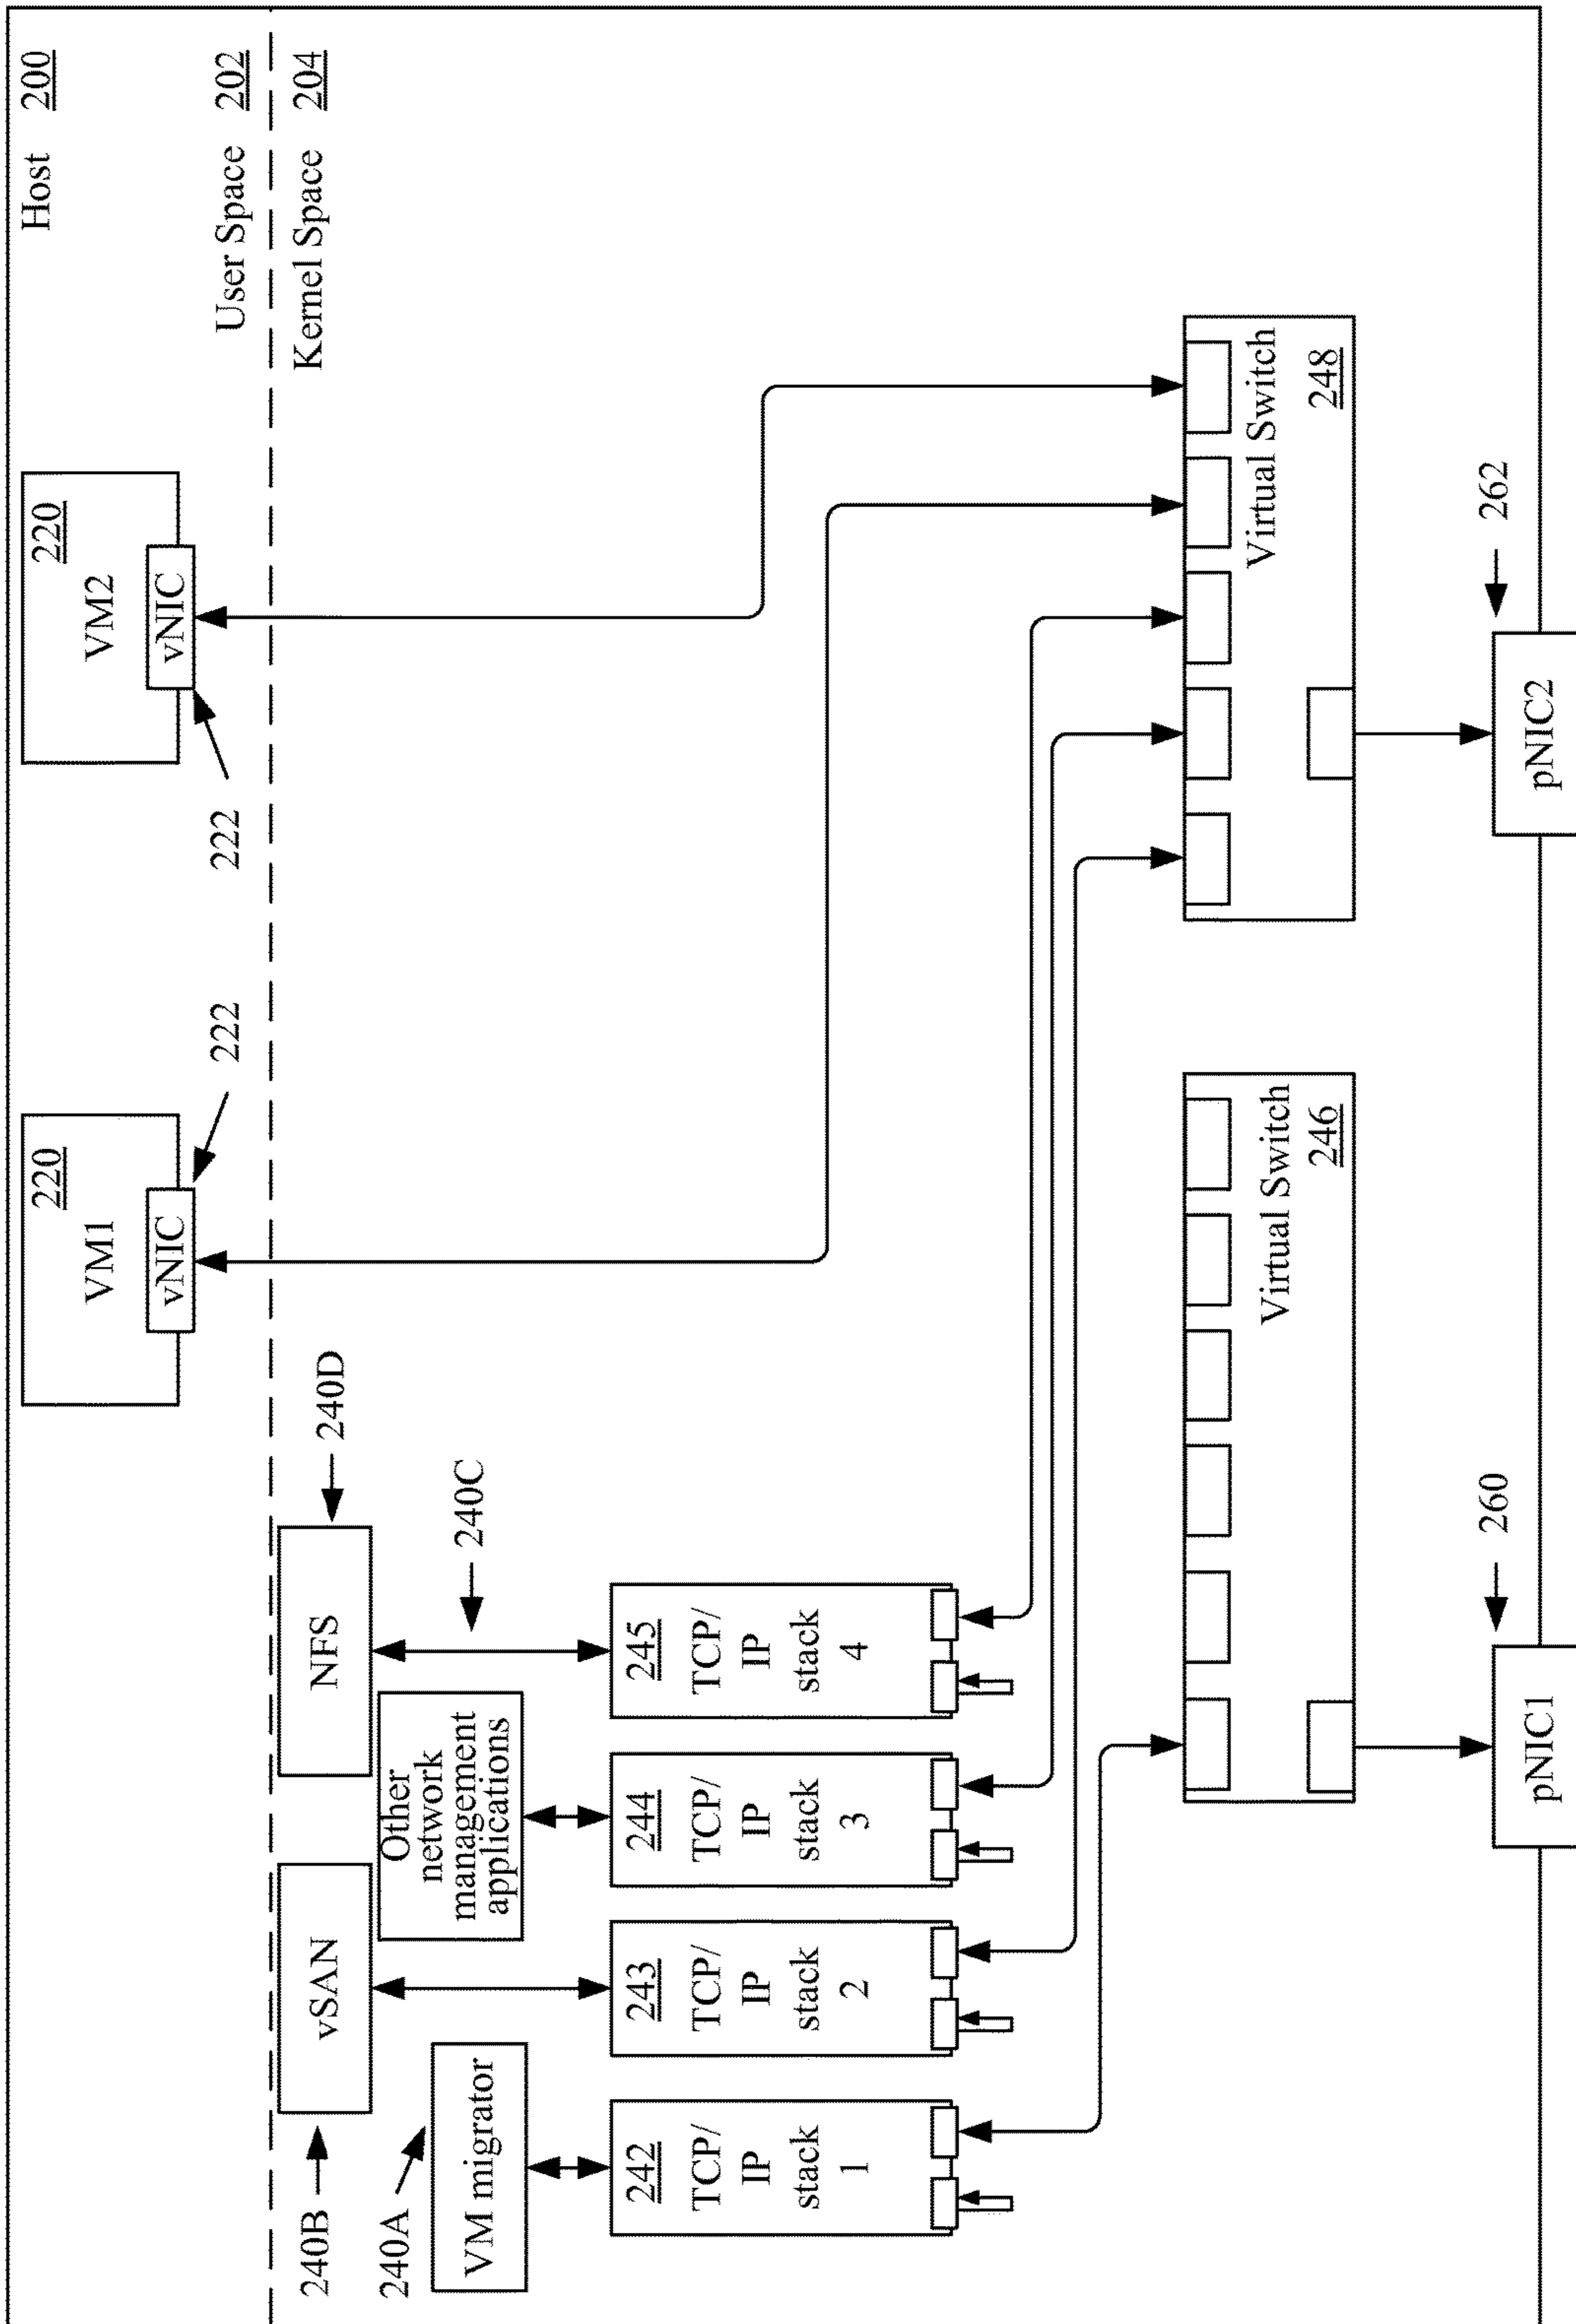 Host 200
User Space 202
Kernel Space 204
220
VM1
vNIC
222
220
VM2
vNIC
222
240B
vSAN
NFS
240D
240A
VM migrator
Other
network
management
applications
240C
242
TCP/
IP
stack
1
243
TCP/
IP
stack
2
244
TCP/
IP
stack
3
245
TCP/
IP
stack
4
Virtual Switch
246
Virtual Switch
248
260
pNIC1
262
pNIC2